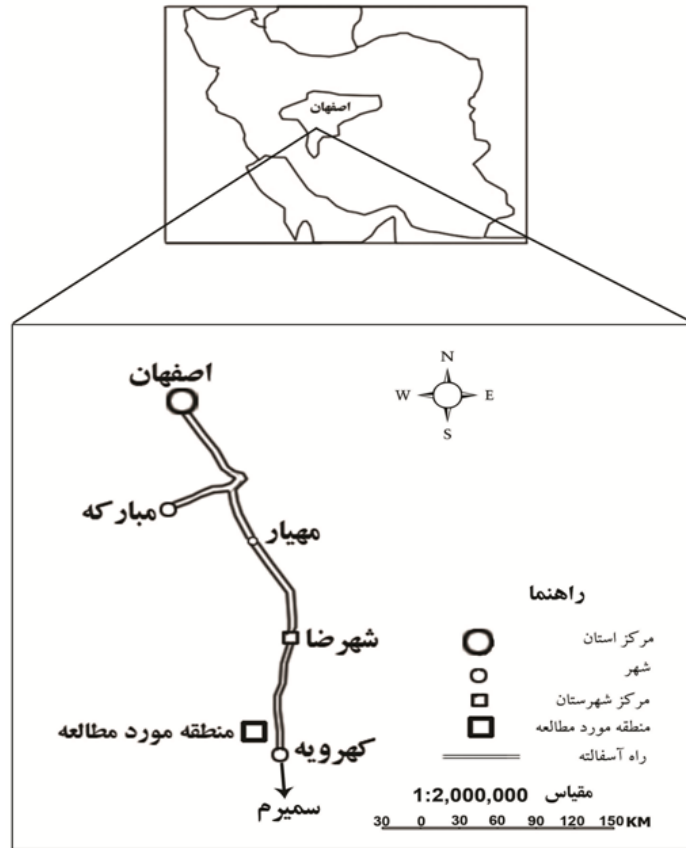 اصفهان
اصفهان
N
W E
S
مبارکه
مهیار
راهنما
مرکز استان
شهرضا
شهر
مرکز شهرستان
منطقه مورد مطالعه
منطقه مورد مطالعه
کهرویه
راه آسفالته
سمیرم
مقیاس 1:2,000,000
30 0 30 60 90 120 150 KM